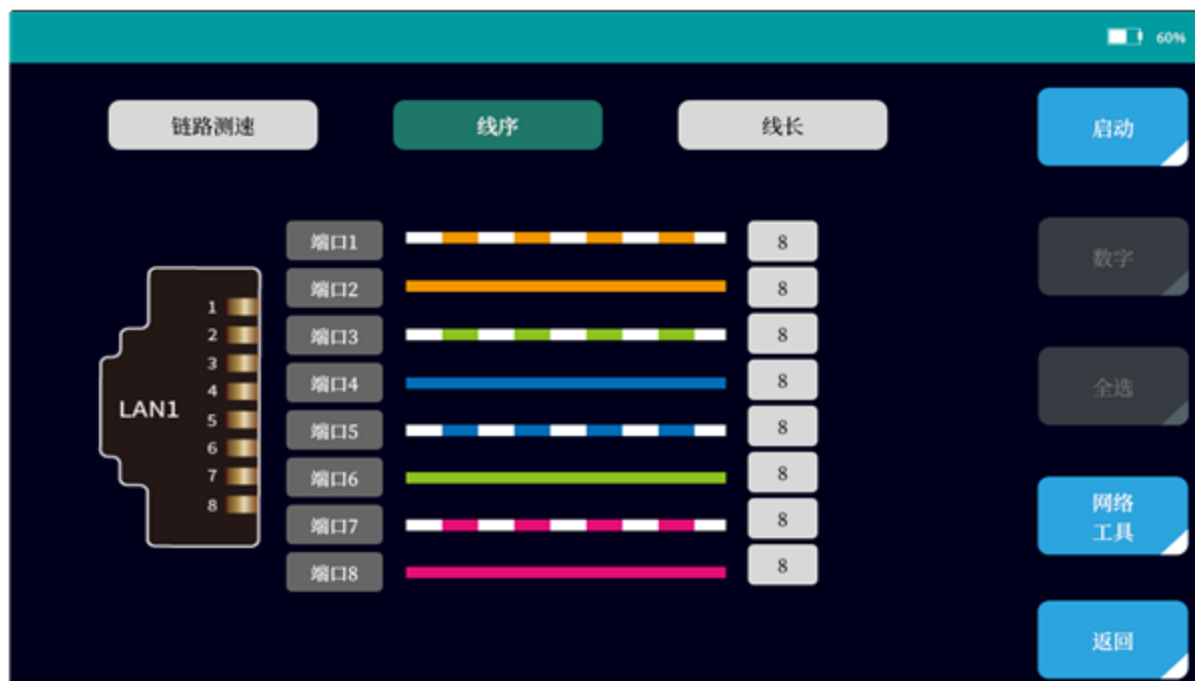 60%
链路测速
线序
线长
启动
端口1
8
端口2
8
端口3
8
端口4
8
端口5
8
端口6
8
端口7
8
端口8
8
LAN1
1
2
3
4
5
6
7
8
数字
全选
网络
工具
返回